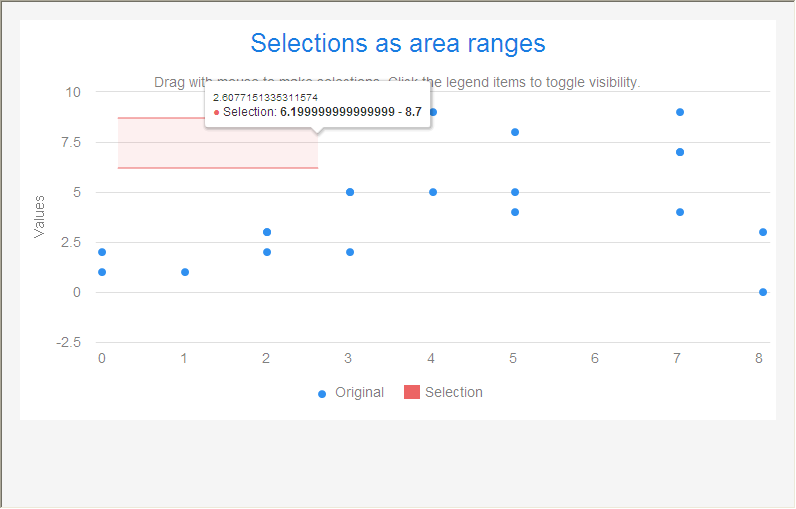 Selections as area ranges
Drag with mouse to make selections. Click the legend items to toggle visibility.
2.6077151335311574
Selection: 6.199999999999999 - 8.7
10
7.5
5
2.5
0
-2.5
Values
0 1 2 3 4 5 6 7 8
Original Selection